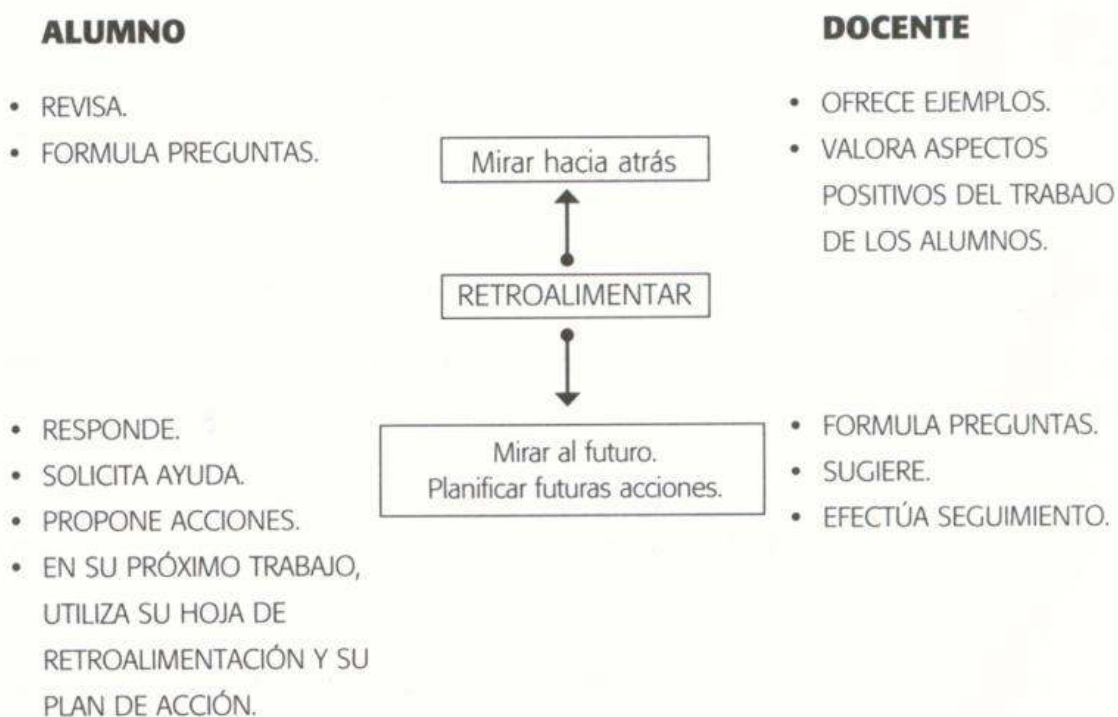 ALUMNO
• REVISA.
• FORMULA PREGUNTAS.
DOCENTE
• OFRECE EJEMPLOS.
• VALORA ASPECTOS
POSITIVOS DEL TRABAJO
DE LOS ALUMNOS.
Mirar hacia atrás
RETROALIMENTAR
Mirar al futuro.
Planificar futuras acciones.
• RESPONDE.
• SOLICITA AYUDA.
• PROPONE ACCIONES.
• EN SU PRÓXIMO TRABAJO,
UTILIZA SU HOJA DE
RETROALIMENTACIÓN Y SU
PLAN DE ACCIÓN.
• FORMULA PREGUNTAS.
• SUGIERE.
• EFECTÚA SEGUIMIENTO.